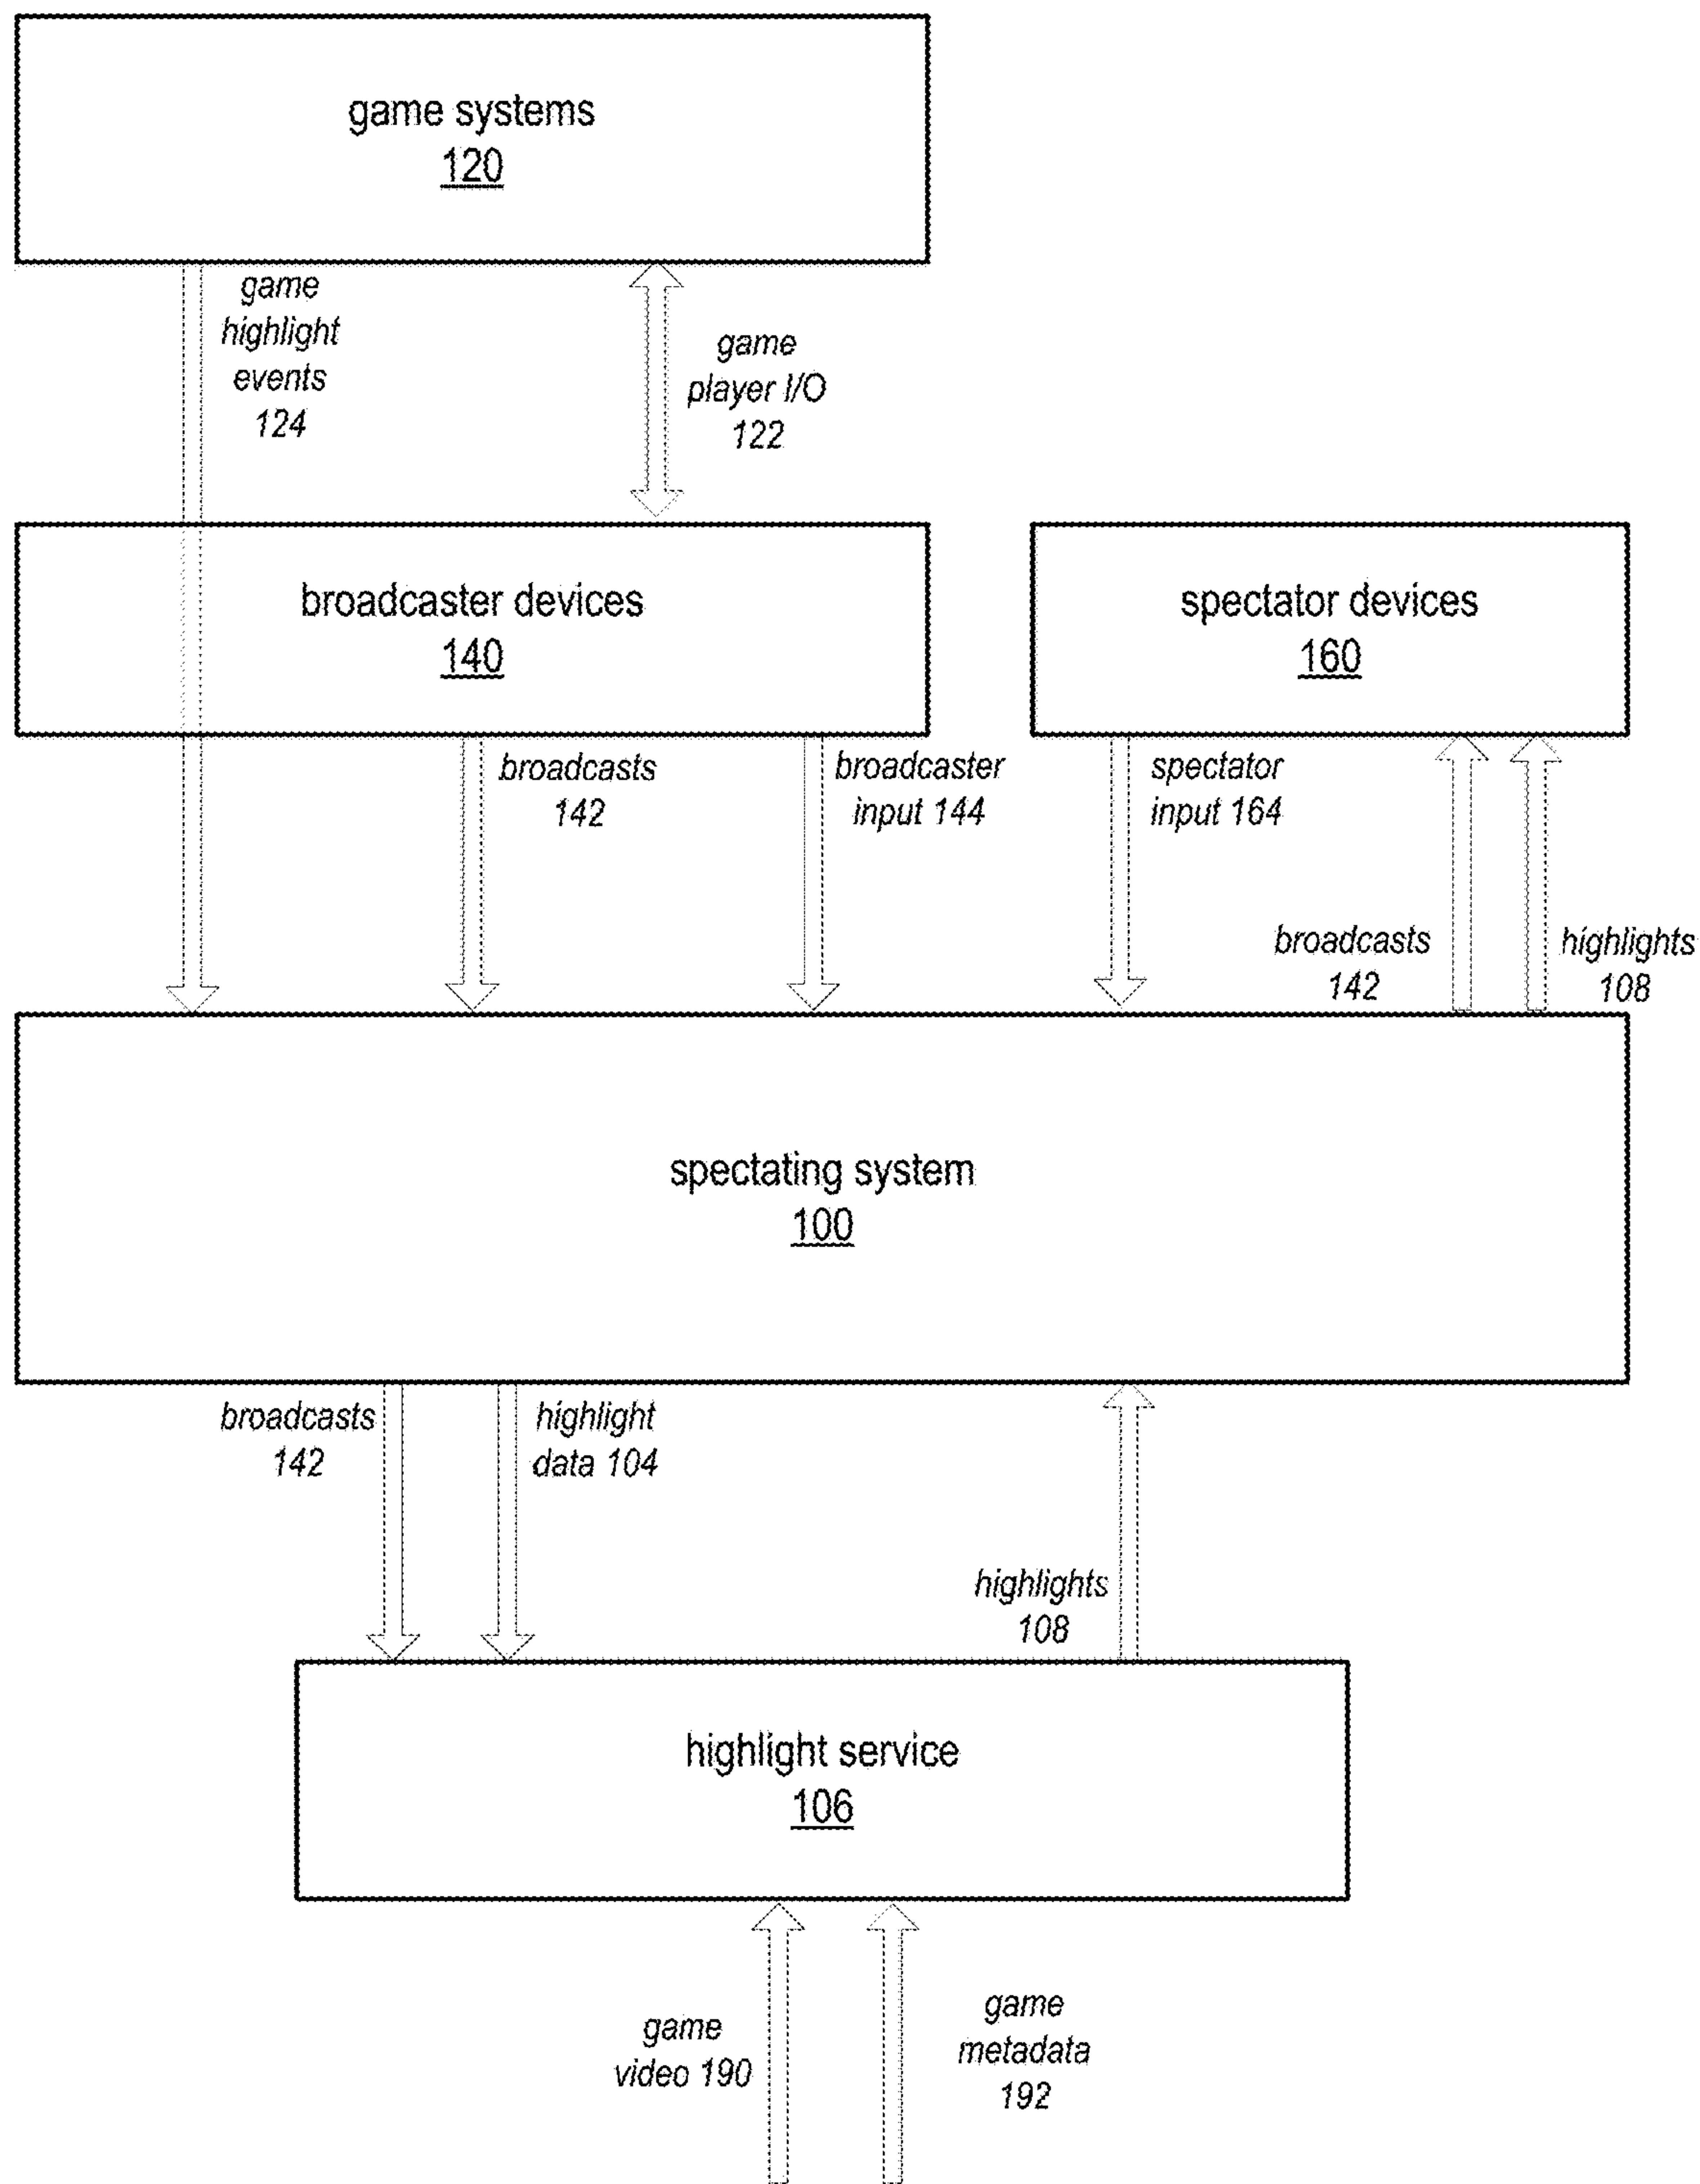 game systems
120
game
highlight
events
124
game
player I/O
122
broadcaster devices
140
spectator devices
160
broadcasts
142
broadcaster
input 144
spectator
input 164
broadcasts
142
highlights
108
spectating system
100
broadcasts
142
highlight
data 104
highlights
108
highlight service
106
game
video 190
game
metadata
192